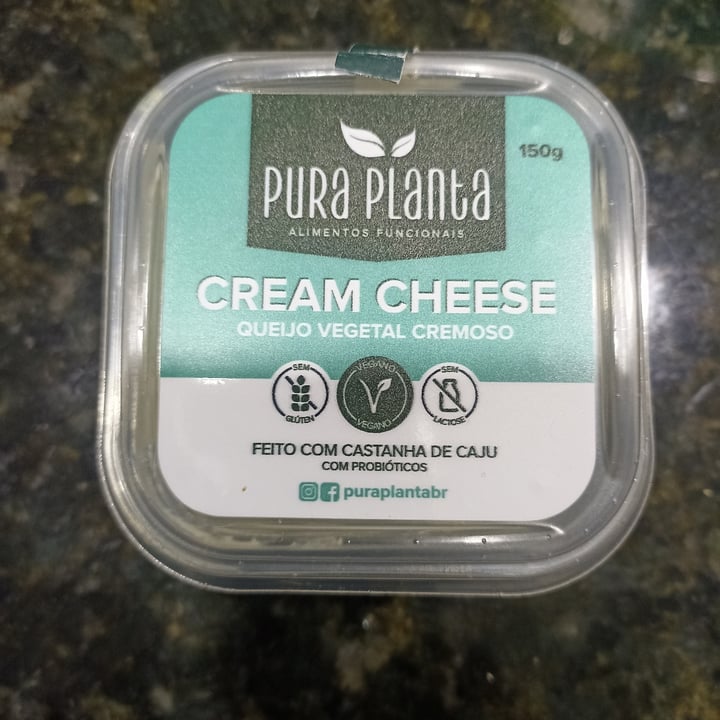 150g
PURA PLANTA
ALIMENTOS FUNCIONAIS
CREAM CHEESE
QUEIJO VEGETAL CREMOSO
SEM GLÚTEN
VEGANO VEGANO
SEM LACTOSE
FEITO COM CASTANHA DE CAJU
COM PROBIÓTICOS
puraplantabr